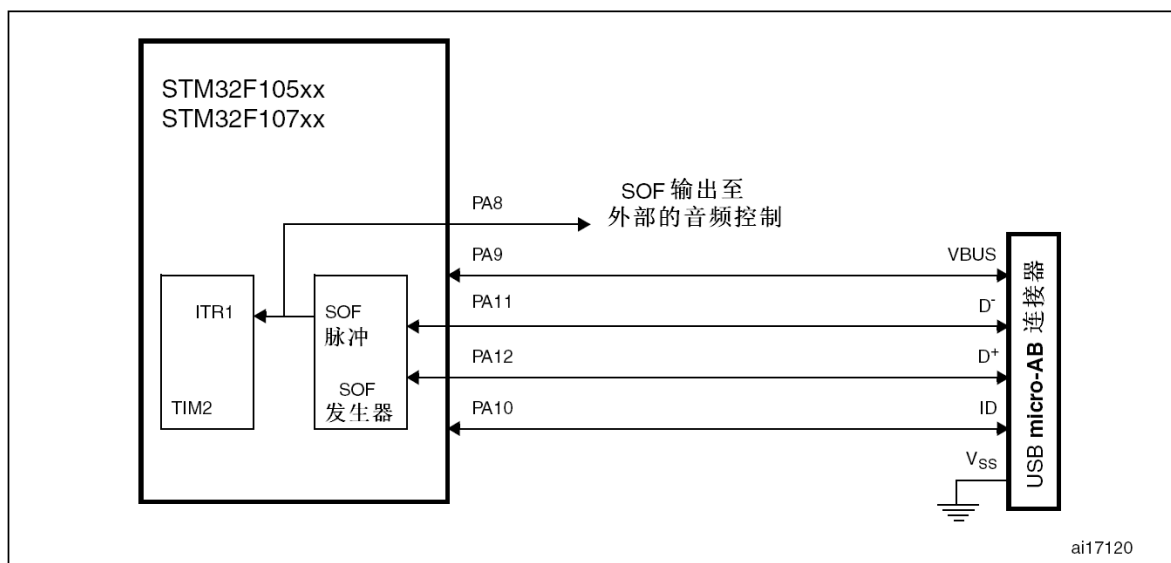 STM32F105xx
STM32F107xx
PA8
SOF 输出至
外部的音频控制
PA9
VBUS
ITR1
SOF
脉冲
PA11
D-
PA12
D+
SOF
发生器
TIM2
PA10
ID
VSS
USB micro-AB 连接器
ai17120